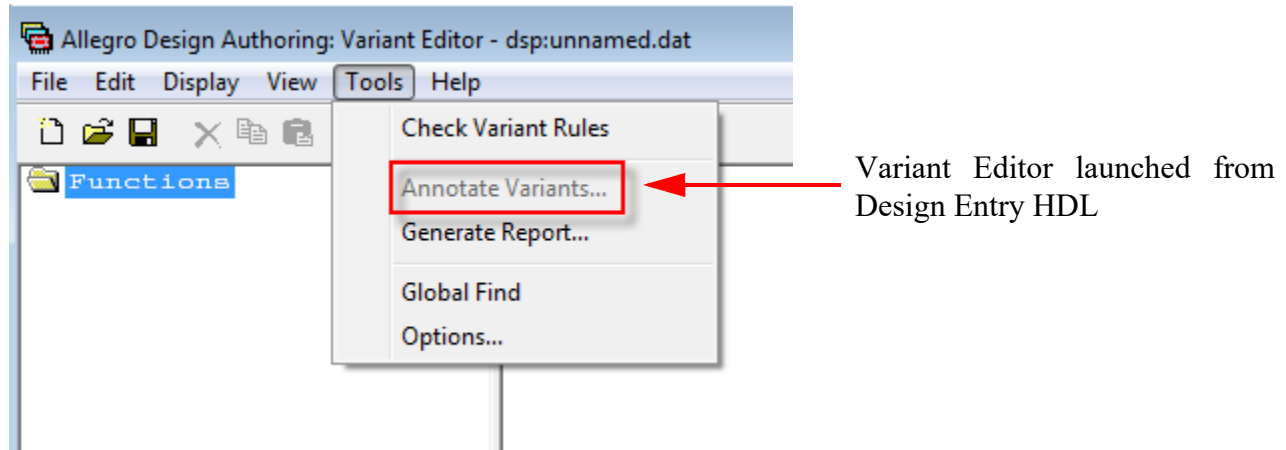 Allegro Design Authoring: Variant Editor - dsp:unnamed.dat
File Edit Display View Tools Help
Check Variant Rules
Functions
Annotate Variants...
Variant Editor launched from
Design Entry HDL
Generate Report...
Global Find
Options...